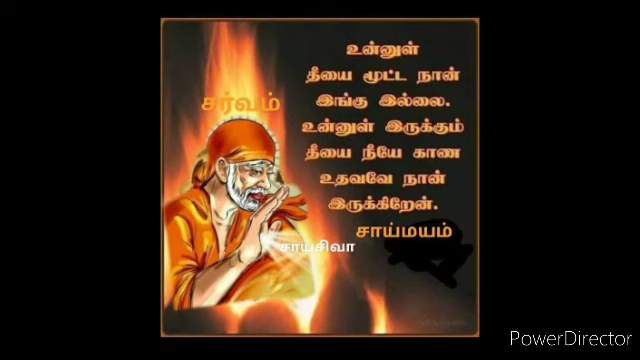 உன்னுள்
தீயை மூட்ட நான்
இங்கு இல்லை.
உன்னுள் இருக்கும்
தீயை நீயே காண
உதவவே நான்
இருக்கிறேன்.
சர்வம்
சாய்மயம்
சாய்சிவா
PowerDirector